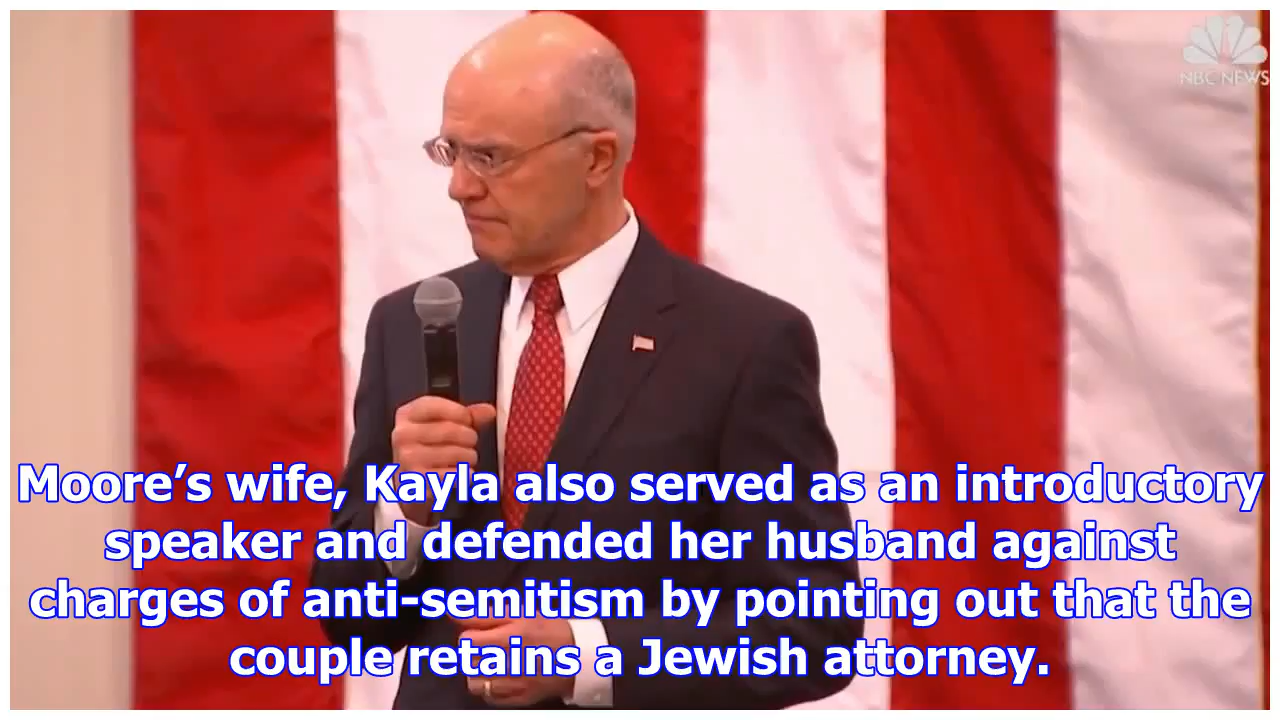 NBC NEWS
Moore’s wife, Kayla also served as an introductory
speaker and defended her husband against
charges of anti-semitism by pointing out that the
couple retains a Jewish attorney.